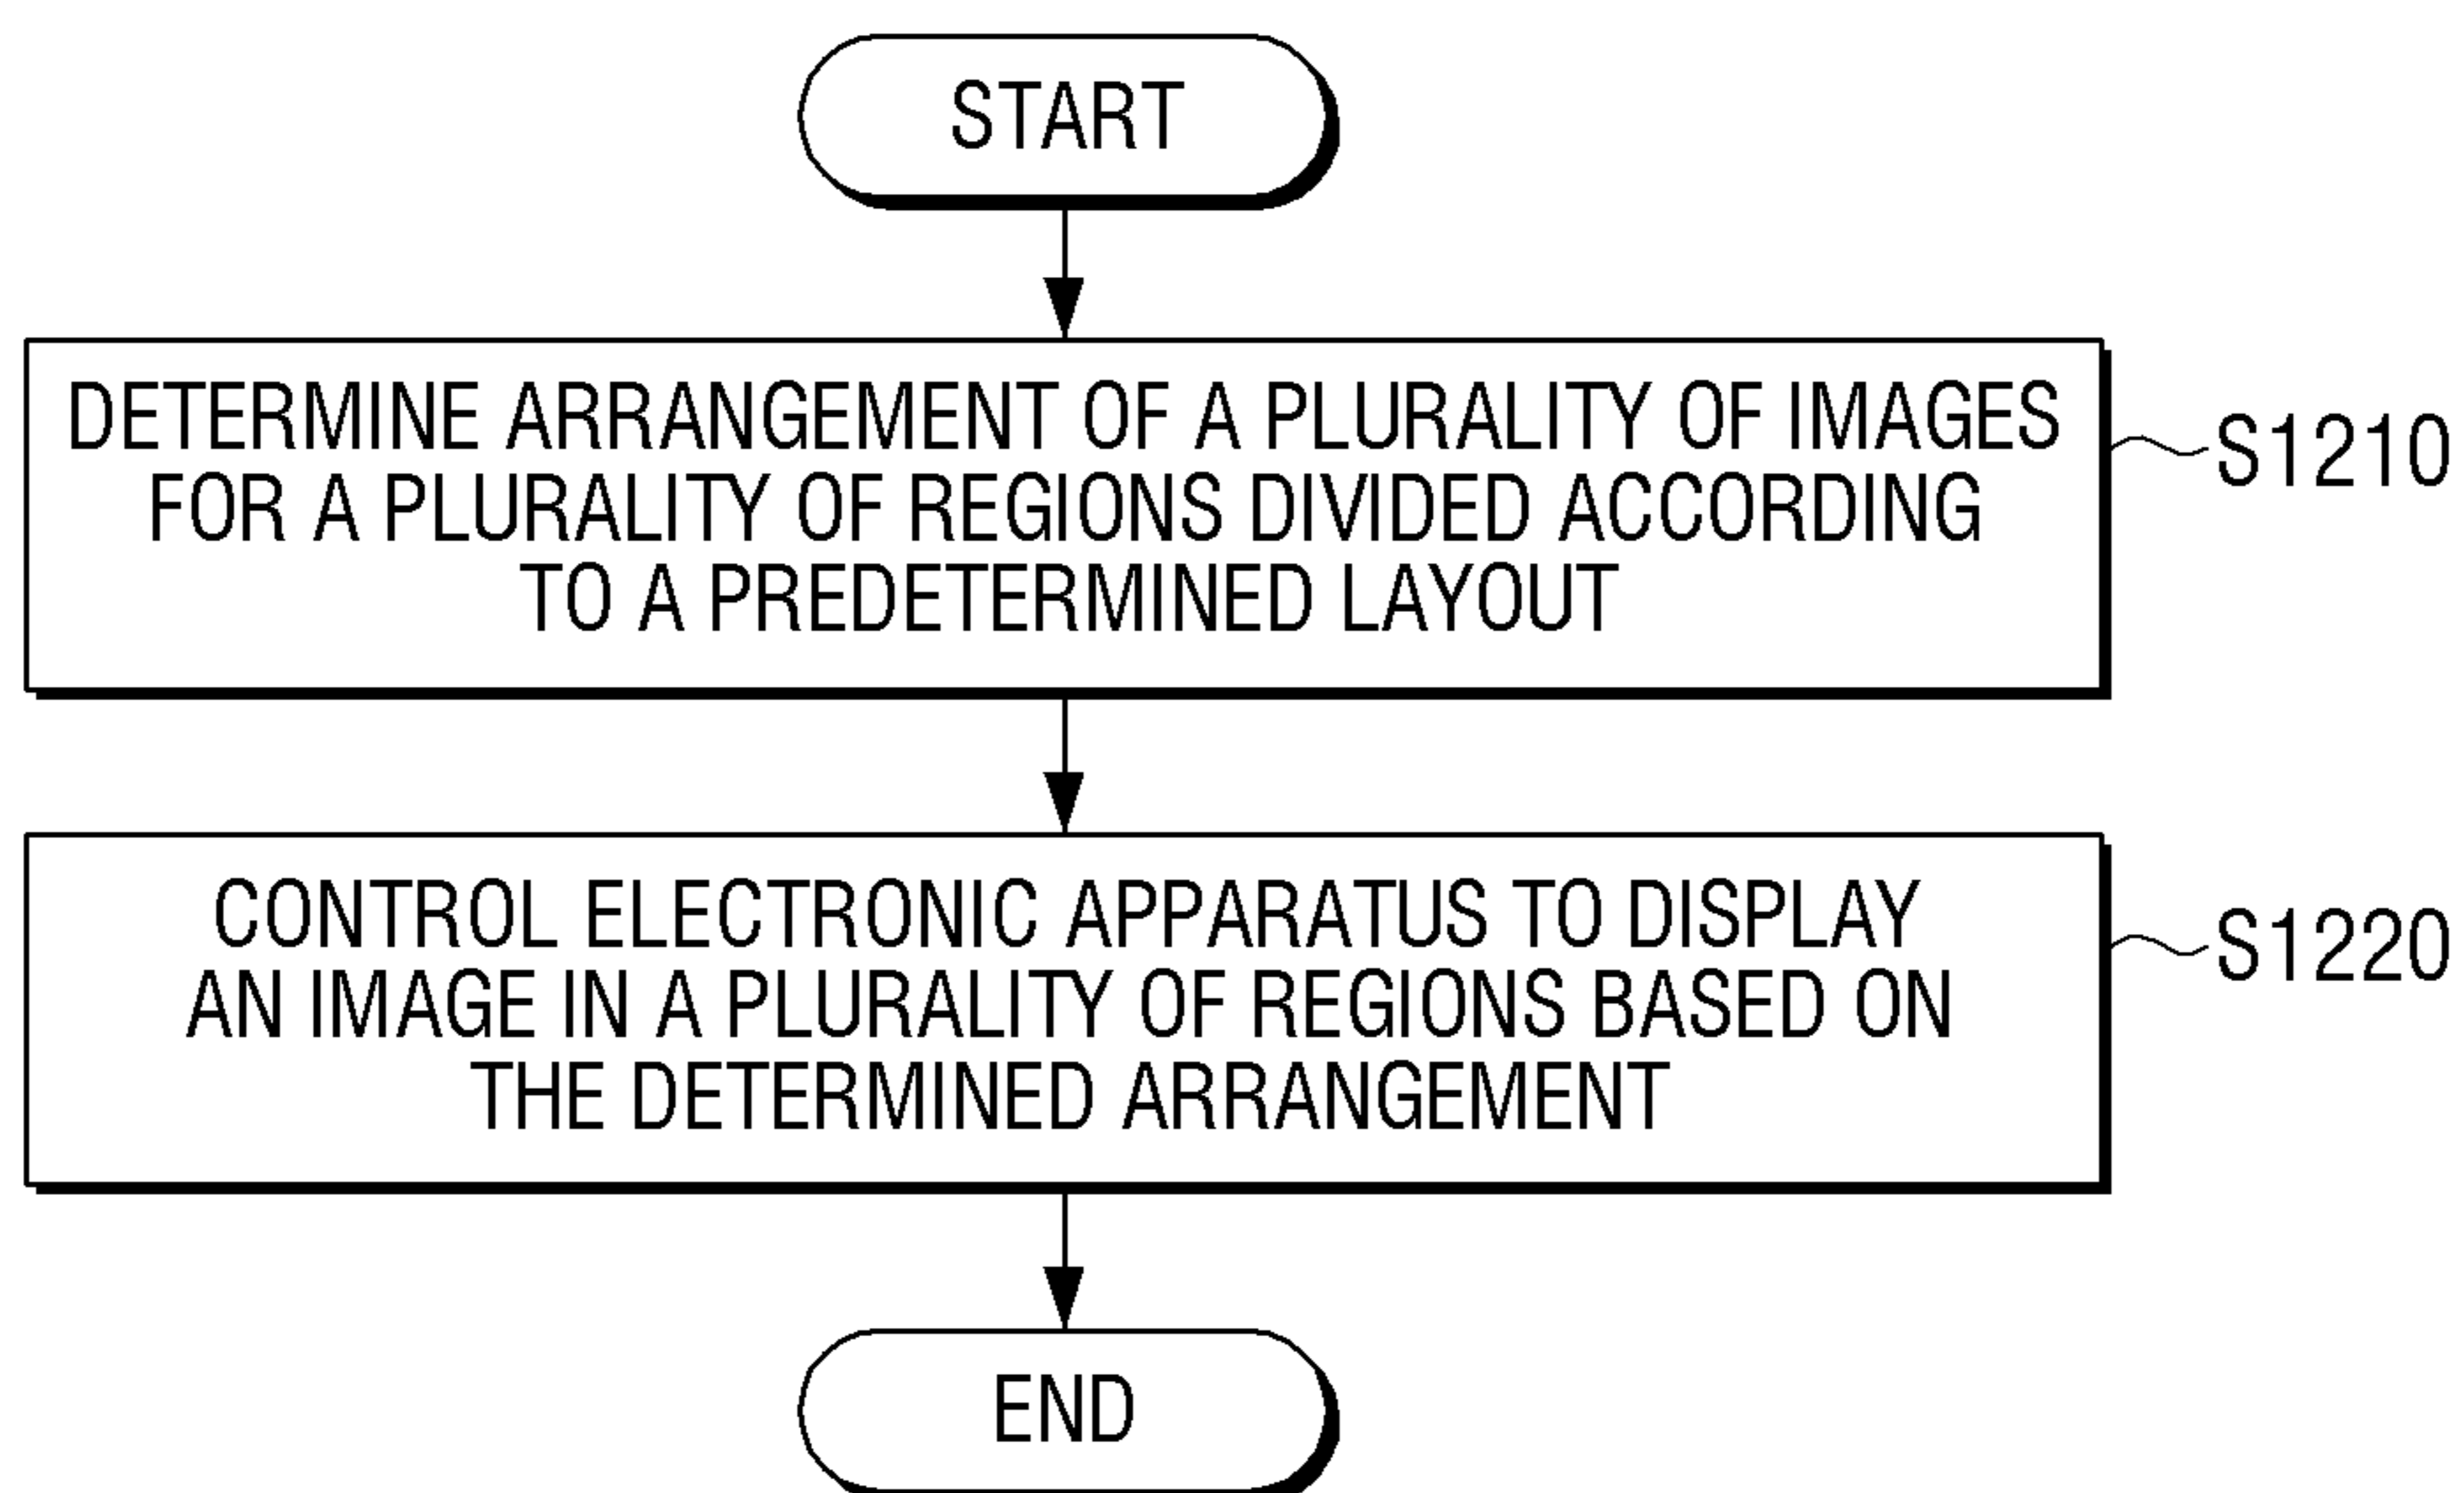 START
DETERMINE ARRANGEMENT OF A PLURALITY OF IMAGES
FOR A PLURALITY OF REGIONS DIVIDED ACCORDING
TO A PREDETERMINED LAYOUT
S1210
CONTROL ELECTRONIC APPARATUS TO DISPLAY
AN IMAGE IN A PLURALITY OF REGIONS BASED ON
THE DETERMINED ARRANGEMENT
S1220
END